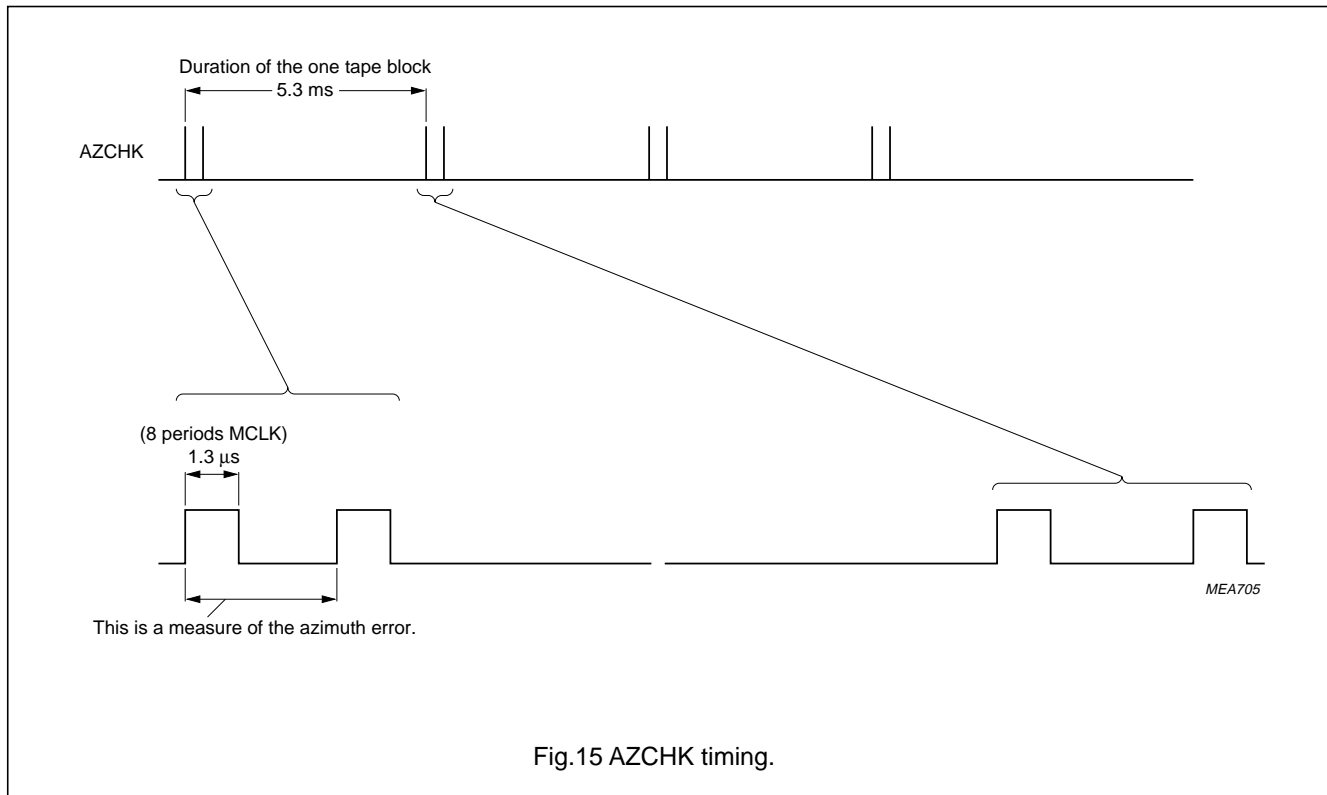 Duration of the one tape block
5.3 ms
AZCHK
(8 periods MCLK)
1.3 µs
MEA705
This is a measure of the azimuth error.
Fig.15 AZCHK timing.